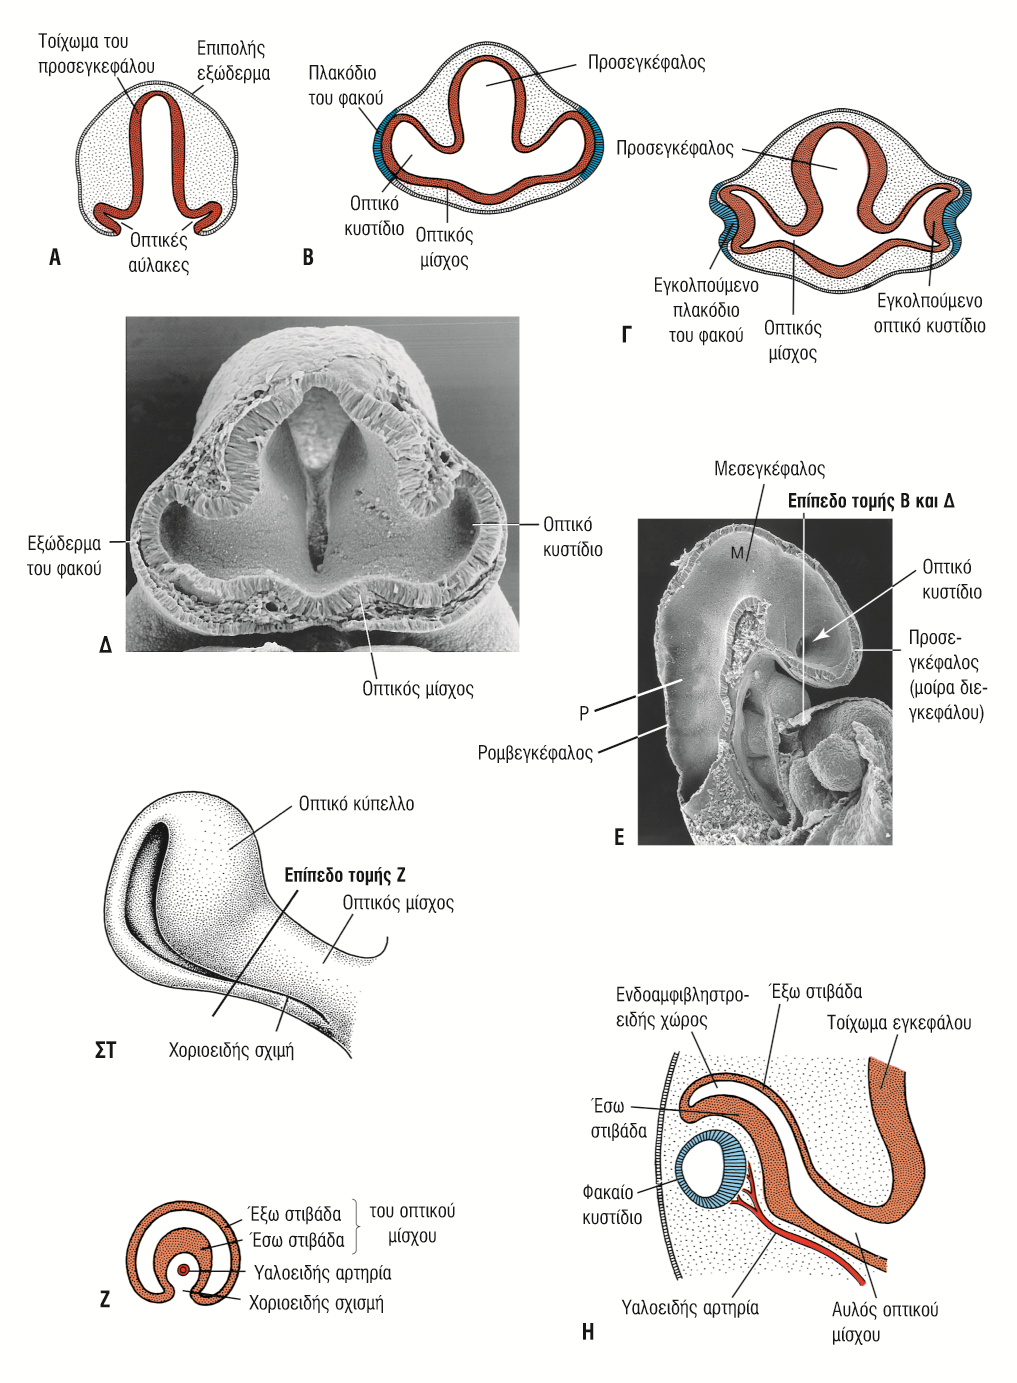 Τοίχωμα του
προσεγκεφάλου
Επιπολής
εξώδερμα
Οπτικές
αύλακες
Α
Πλακόδιο
του φακού
Προσεγκέφαλος
Οπτικό
κυστίδιο
Οπτικός
μίσχος
Β
Προσεγκέφαλος
Εγκολπούμενο
πλακόδιο
του φακού
Οπτικός
μίσχος
Εγκολπούμενο
οπτικό κυστίδιο
Γ
Εξώδερμα
του φακού
Οπτικό
κυστίδιο
Οπτικός μίσχος
Δ
Μεσεγκέφαλος
Επίπεδο τομής Β και Δ
Μ
Οπτικό
κυστίδιο
Προσε-
γκέφαλος
(μοίρα διε-
γκεφάλου)
Ρ
Ρομβεγκέφαλος
Ε
Οπτικό κύπελλο
Επίπεδο τομής Ζ
Οπτικός μίσχος
Χοριοειδής σχιμή
ΣΤ
Έξω στιβάδα
Έσω στιβάδα
του οπτικού
μίσχου
Υαλοειδής αρτηρία
Χοριοειδής σχισμή
Ζ
Ενδοαμφιβληστρο-
ειδής χώρος
Έξω στιβάδα
Τοίχωμα εγκεφάλου
Έσω
στιβάδα
Φακαίο
κυστίδιο
Υαλοειδής αρτηρία
Αυλός οπτικού
μίσχου
Η